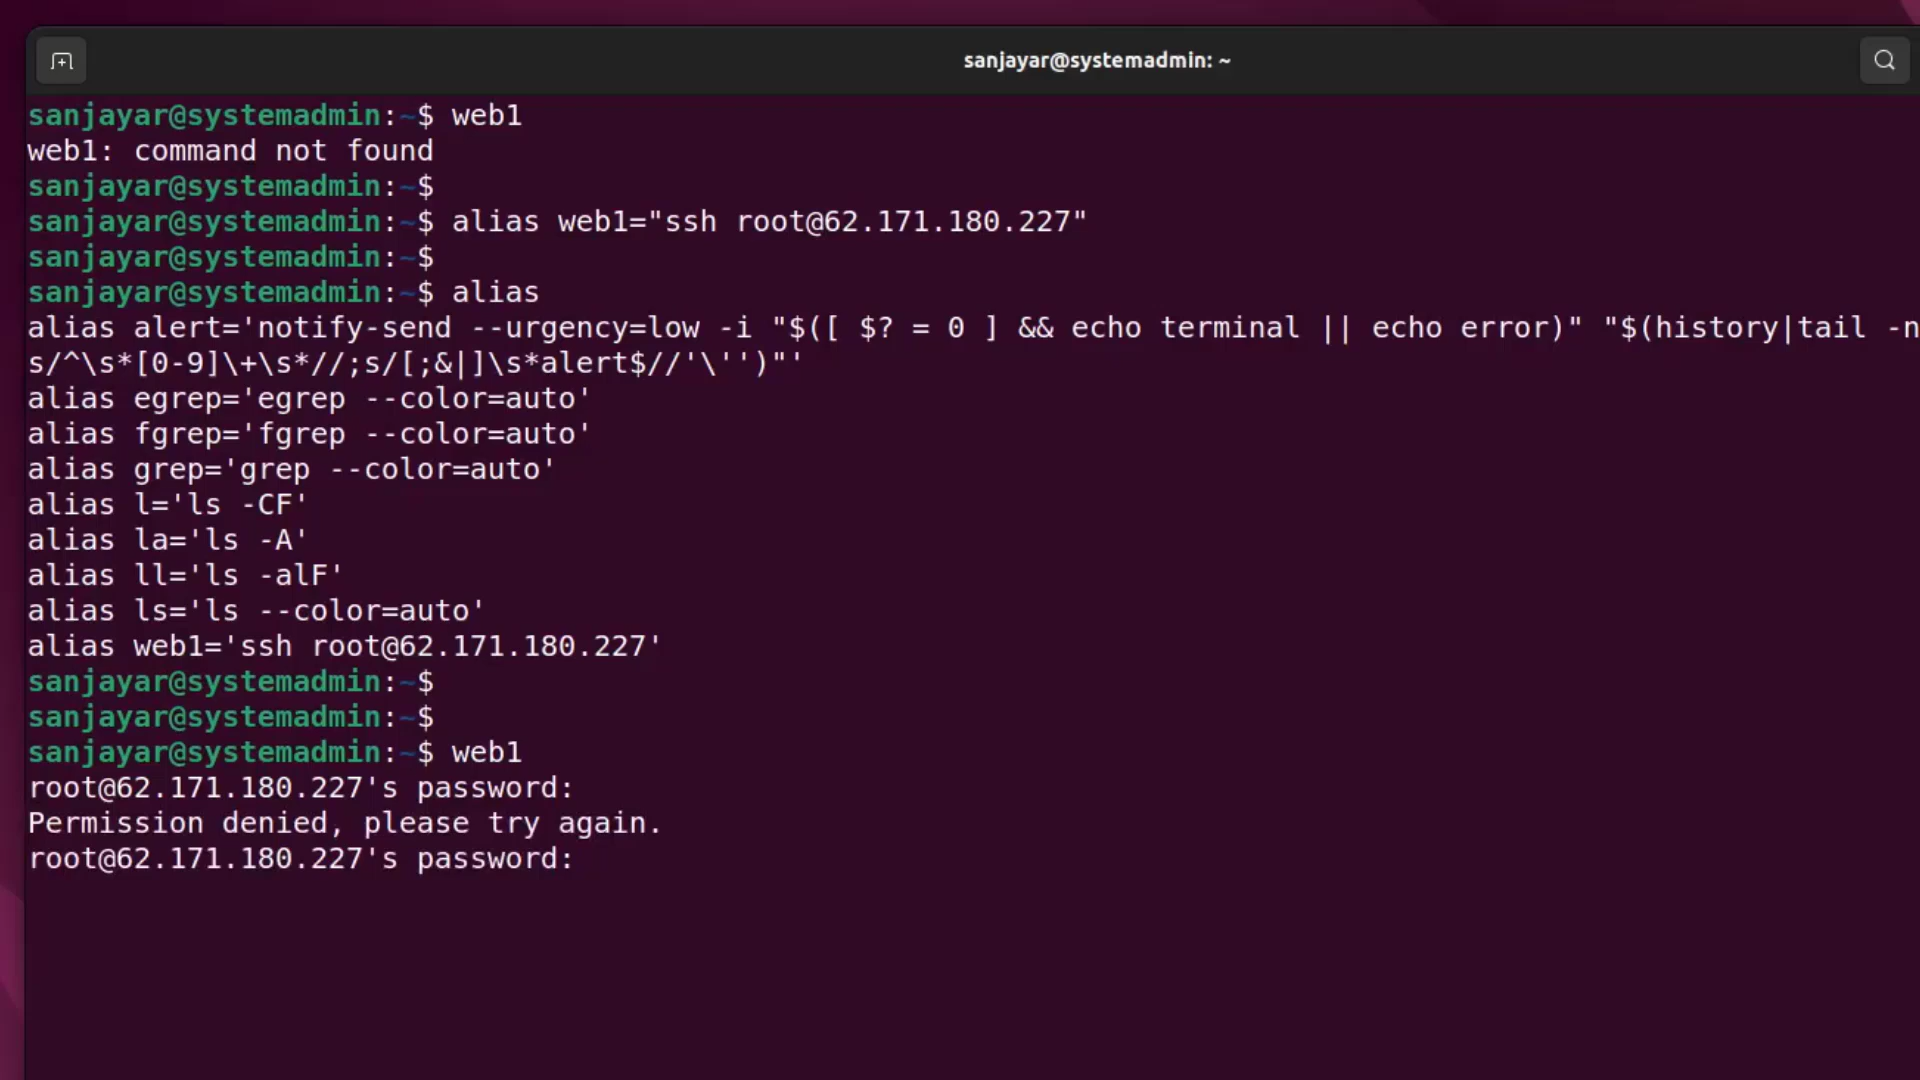 sanjayar@systemadmin: ~
sanjayar@systemadmin:~$ web1
web1: command not found
sanjayar@systemadmin:~$
sanjayar@systemadmin:~$ alias web1="ssh root@62.171.180.227"
sanjayar@systemadmin:~$
sanjayar@systemadmin:~$ alias
alias alert='notify-send --urgency=low -i "$([ $? = 0 ] && echo terminal || echo error)" "$(history|tail -n
s/^\s*[0-9]\+\s*//;s/[;&|]\s*alert$//'\'')"'
alias egrep='egrep --color=auto'
alias fgrep='fgrep --color=auto'
alias grep='grep --color=auto'
alias l='ls -CF'
alias la='ls -A'
alias ll='ls -alF'
alias ls='ls --color=auto'
alias web1='ssh root@62.171.180.227'
sanjayar@systemadmin:~$
sanjayar@systemadmin:~$
sanjayar@systemadmin:~$ web1
root@62.171.180.227's password:
Permission denied, please try again.
root@62.171.180.227's password: